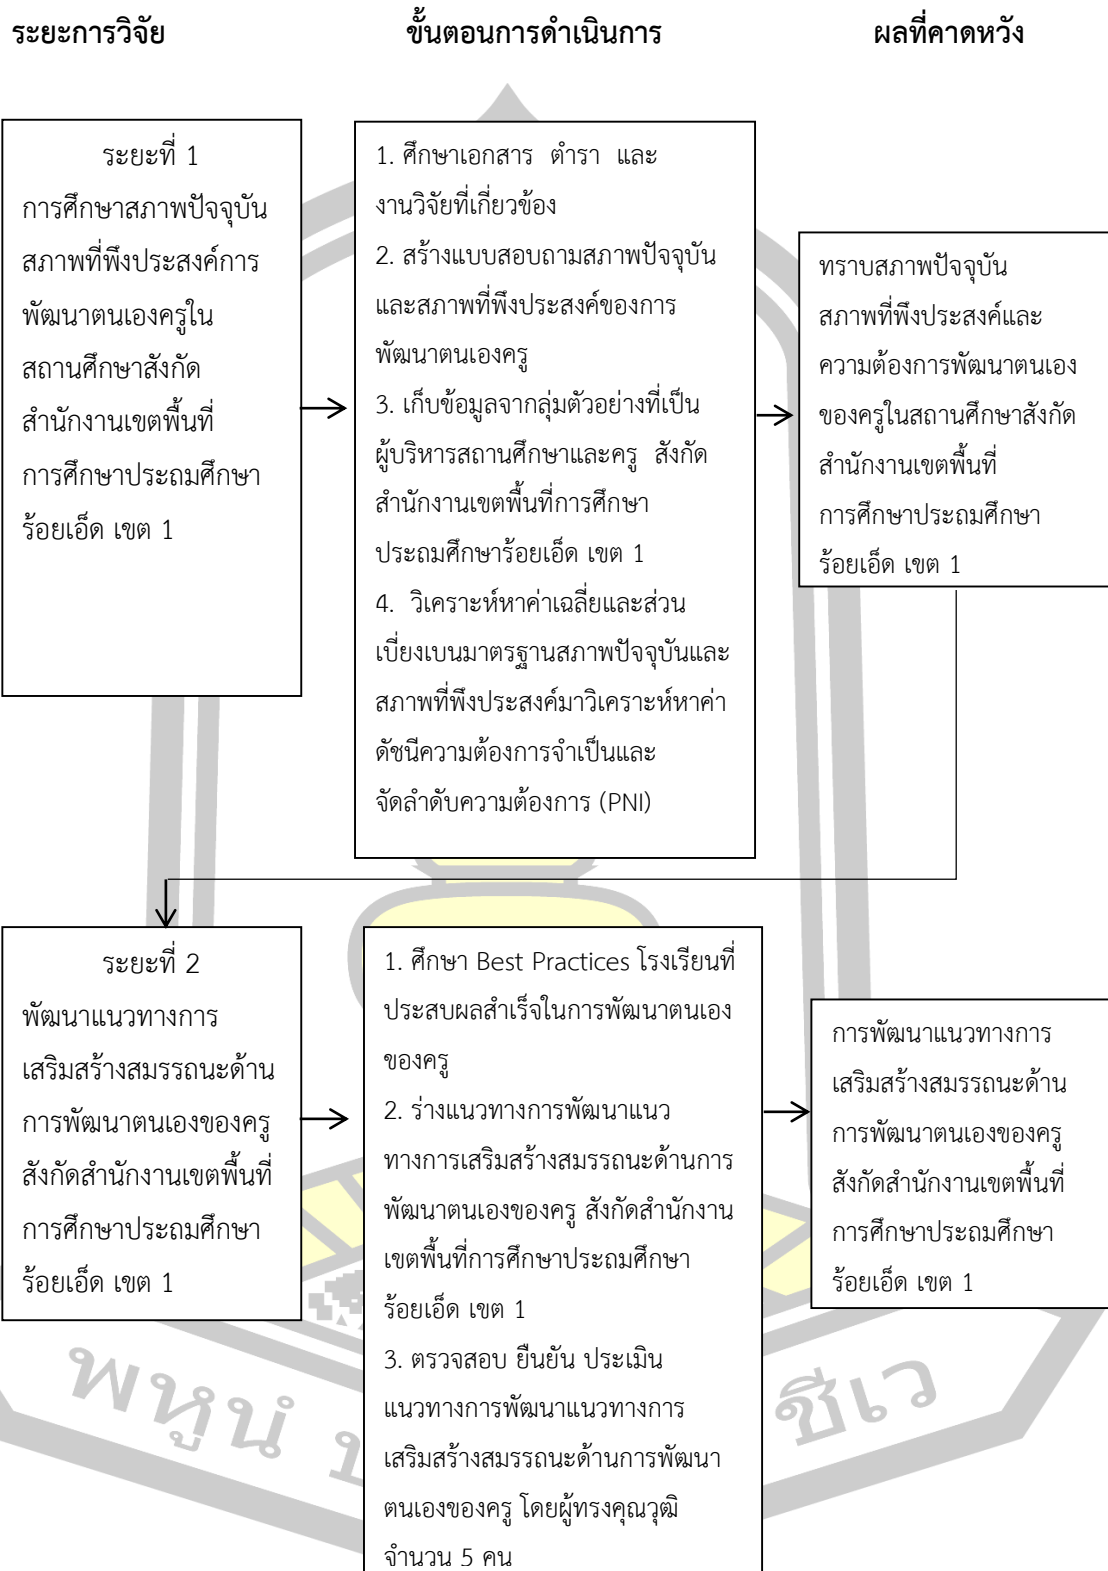 ระยะการวิจัย
ขั้นตอนการดำเนินการ
ผลที่คาดหวัง
ระยะที่ 1
การศึกษาสภาพปัจจุบัน
สภาพที่พึงประสงค์การ
พัฒนาตนเองครูใน
สถานศึกษาสังกัด
สำนักงานเขตพื้นที่
การศึกษาประถมศึกษา
ร้อยเอ็ด เขต 1
1. ศึกษาเอกสาร ตำรา และ
งานวิจัยที่เกี่ยวข้อง
2. สร้างแบบสอบถามสภาพปัจจุบัน
และสภาพที่พึงประสงค์ของการ
พัฒนาตนเองครู
3. เก็บข้อมูลจากลุ่มตัวอย่างที่เป็น
ผู้บริหารสถานศึกษาและครู สังกัด
สำนักงานเขตพื้นที่การศึกษา
ประถมศึกษาร้อยเอ็ด เขต 1
4. วิเคราะห์หาค่าเฉลี่ยและส่วน
เบี่ยงเบนมาตรฐานสภาพปัจจุบันและ
สภาพที่พึงประสงค์มาวิเคราะห์หาค่า
ดัชนีความต้องการจำเป็นและ
จัดลำดับความต้องการ (PNI)
ทราบสภาพปัจจุบัน
สภาพที่พึงประสงค์และ
ความต้องการพัฒนาตนเอง
ของครูในสถานศึกษาสังกัด
สำนักงานเขตพื้นที่
การศึกษาประถมศึกษา
ร้อยเอ็ด เขต 1
ระยะที่ 2
พัฒนาแนวทางการ
เสริมสร้างสมรรถนะด้าน
การพัฒนาตนเองของครู
สังกัดสำนักงานเขตพื้นที่
การศึกษาประถมศึกษา
ร้อยเอ็ด เขต 1
1. ศึกษา Best Practices โรงเรียนที่
ประสบผลสำเร็จในการพัฒนาตนเอง
ของครู
2. ร่างแนวทางการพัฒนาแนว
ทางการเสริมสร้างสมรรถนะด้านการ
พัฒนาตนเองของครู สังกัดสำนักงาน
เขตพื้นที่การศึกษาประถมศึกษา
ร้อยเอ็ด เขต 1
3. ตรวจสอบ ยืนยัน ประเมิน
แนวทางการพัฒนาแนวทางการ
เสริมสร้างสมรรถนะด้านการพัฒนา
ตนเองของครู โดยผู้ทรงคุณวุฒิ
จำนวน 5 คน
การพัฒนาแนวทางการ
เสริมสร้างสมรรถนะด้าน
การพัฒนาตนเองของครู
สังกัดสำนักงานเขตพื้นที่
การศึกษาประถมศึกษา
ร้อยเอ็ด เขต 1
พหูนํ ชีเว